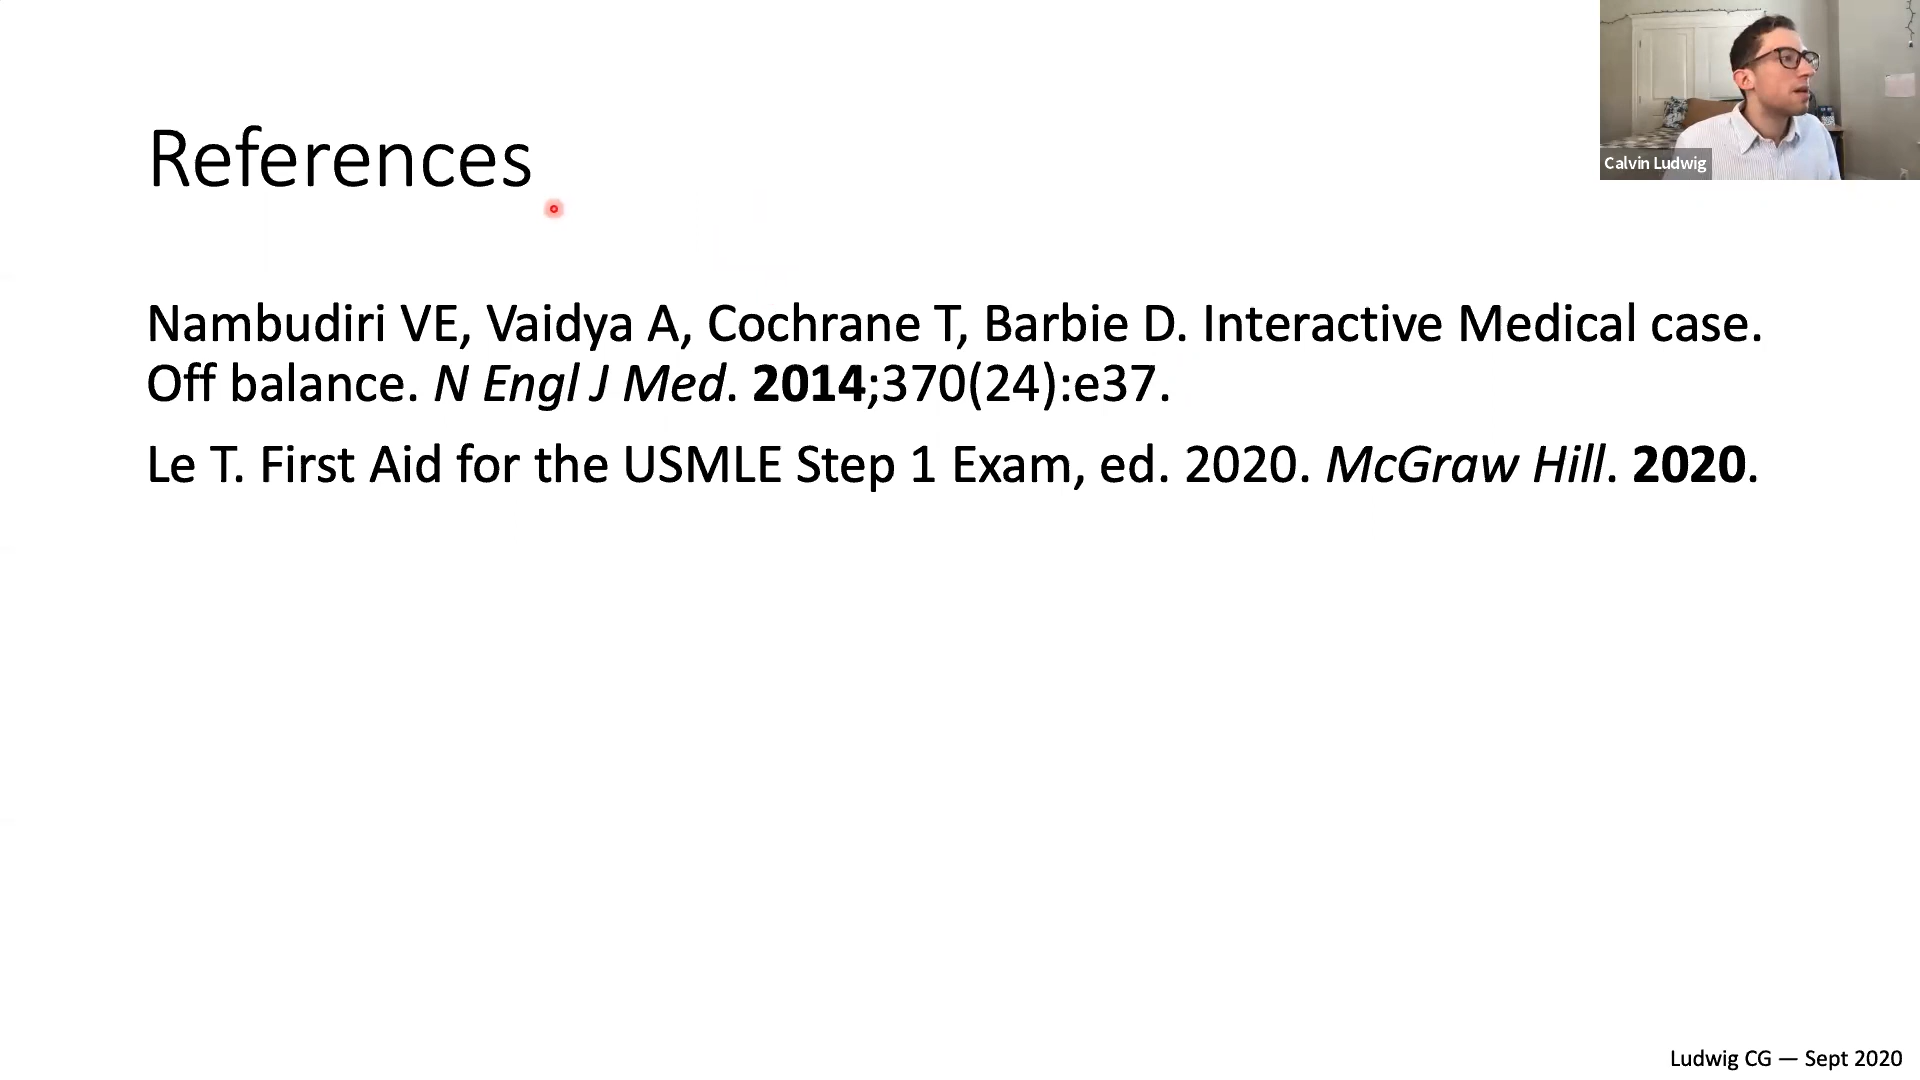 Calvin Ludwig
References
Nambudiri VE, Vaidya A, Cochrane T, Barbie D. Interactive Medical case.
Off balance. N Engl J Med. 2014;370(24):e37.
Le T. First Aid for the USMLE Step 1 Exam, ed. 2020. McGraw Hill. 2020.
Ludwig CG — Sept 2020